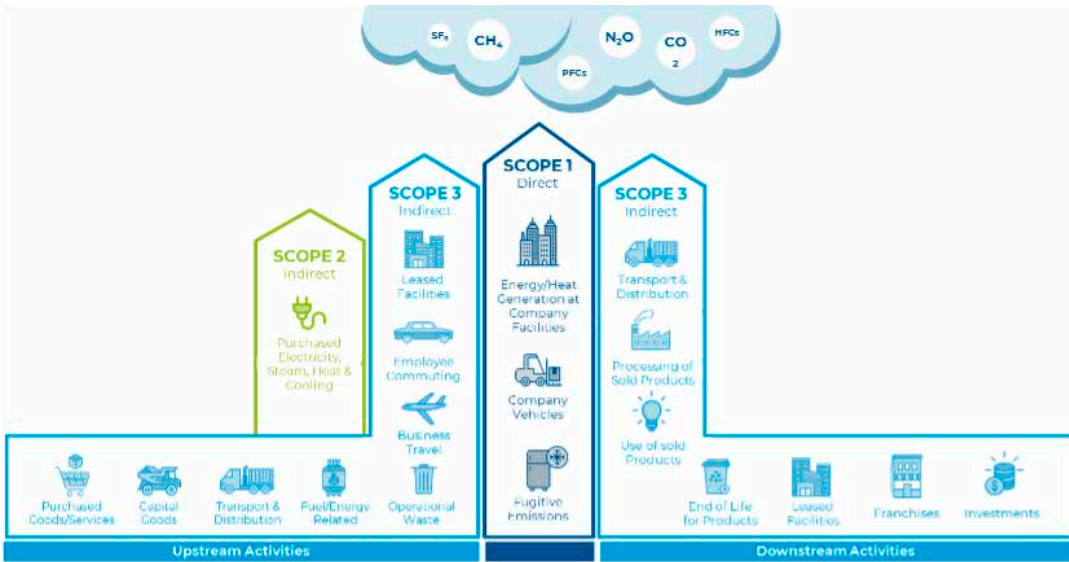 SF₆
CH₄
N₂O
CO
2
HFCs
PFCs
SCOPE 2
Indirect
Purchased
Electricity,
Steam, Heat &
Cooling
SCOPE 3
Indirect
Leased
Facilities
Employee
Commuting
Business
Travel
Operational
Waste
Purchased
Goods/Services
Capital
Goods
Transport &
Distribution
Fuel/Energy
Related
Upstream Activities
SCOPE 1
Direct
Energy/Heat
Generation at
Company
Facilities
Company
Vehicles
Fugitive
Emissions
SCOPE 3
Indirect
Transport &
Distribution
Processing of
Sold Products
Use of sold
Products
End of Life
for Products
Leased
Facilities
Franchises
Investments
Downstream Activities